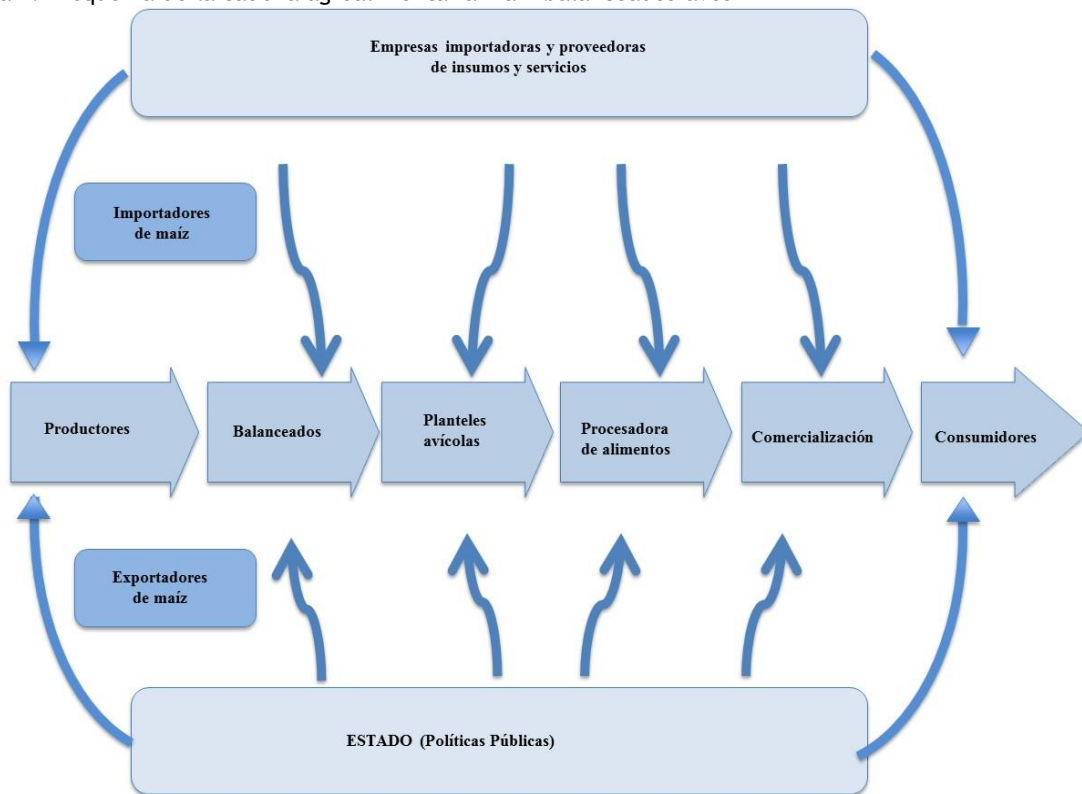 Empresas importadoras y proveedoras
de insumos y servicios
Importadores
de maíz
Productores
Balanceados
Planteles
avícolas
Procesadora
de alimentos
Comercialización
Consumidores
Exportadores
de maíz
ESTADO (Políticas Públicas)